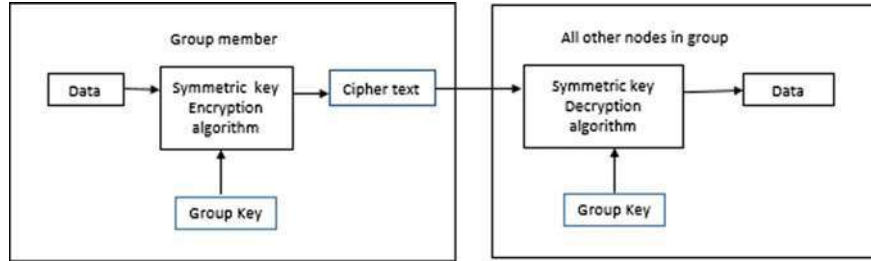 Group member
Data
Symmetric key
Encryption
algorithm
Cipher text
Group Key
All other nodes in group
Symmetric key
Decryption
algorithm
Data
Group Key